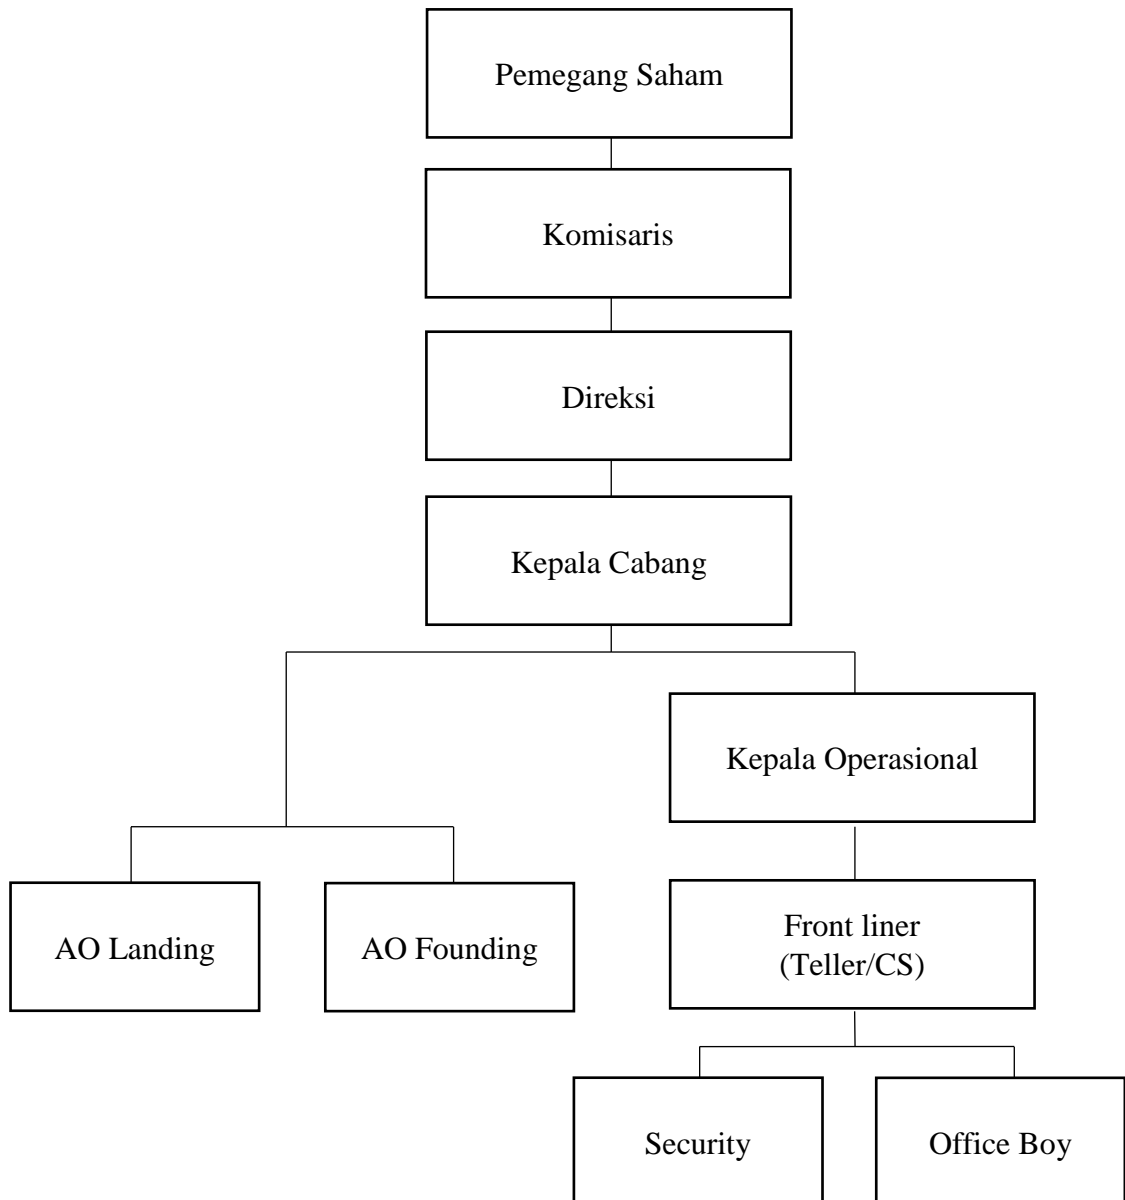 Pemegang Saham
Komisaris
Direksi
Kepala Cabang
Kepala Operasional
AO Landing
AO Founding
Front liner
(Teller/CS)
Security
Office Boy